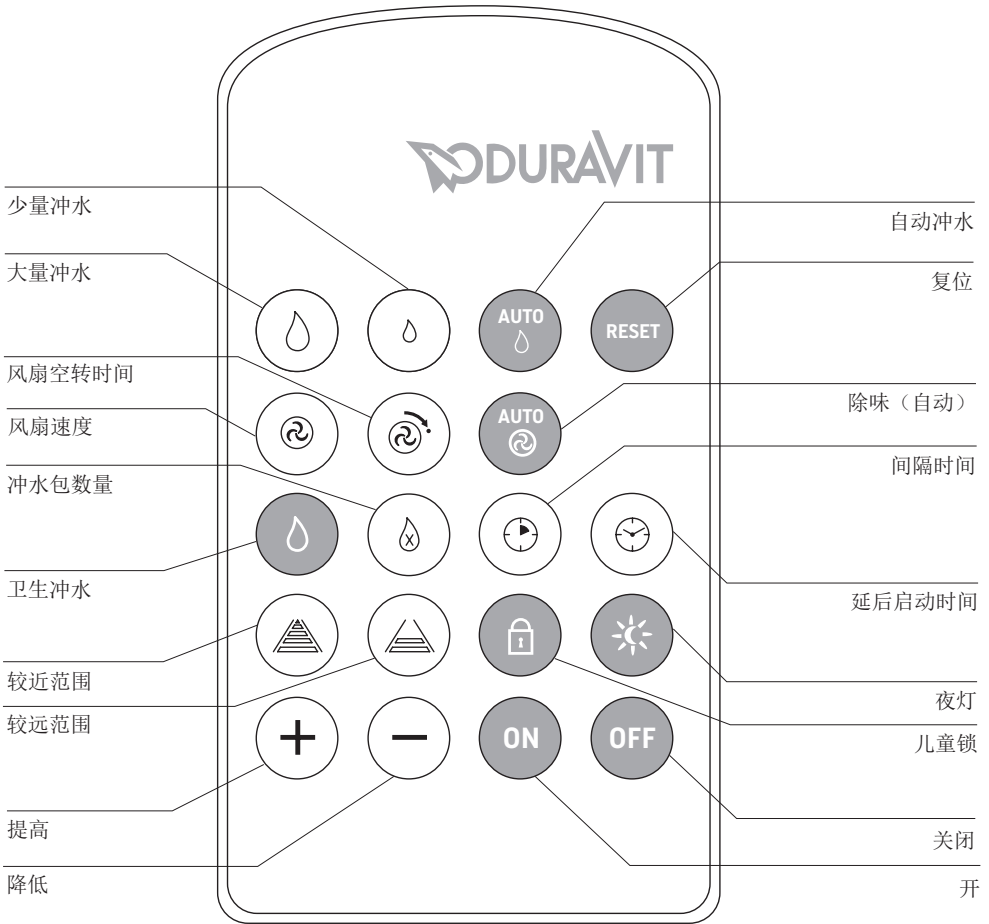 DURAVIT
少量冲水
自动冲水
大量冲水
复位
AUTO
RESET
风扇空转时间
除味（自动）
风扇速度
AUTO
间隔时间
冲水包数量
X
卫生冲水
延后启动时间
较近范围
夜灯
较远范围
儿童锁
+
−
ON
OFF
提高
关闭
降低
开